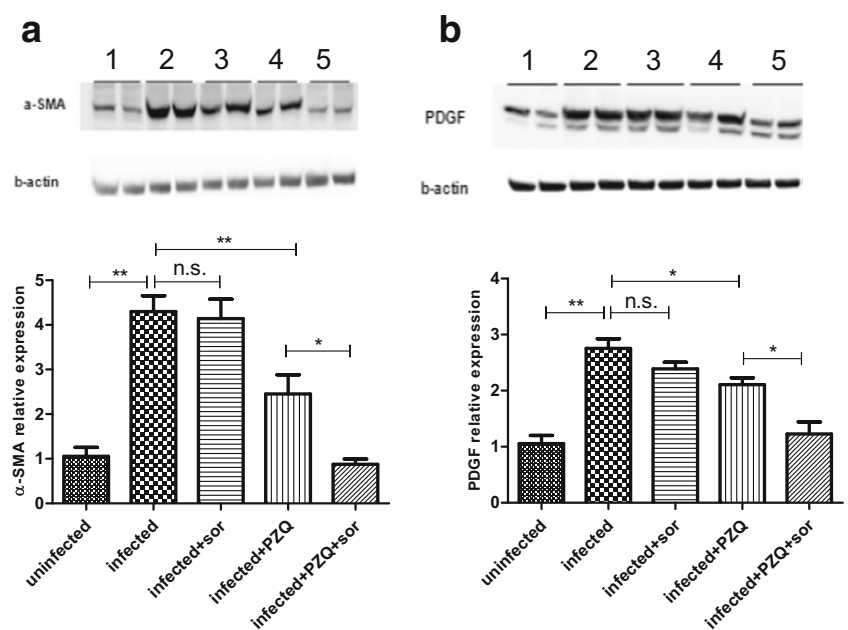 a
1 2 3 4 5
a-SMA
b-actin
**
** n.s.
*
5
4
3
2
1
0
α-SMA relative expression
uninfected
infected
infected+sor
infected+PZQ
infected+PZQ+sor
b
1 2 3 4 5
PDGF
b-actin
*
** n.s.
*
4
3
2
1
0
PDGF relative expression
uninfected
infected
infected+sor
infected+PZQ
infected+PZQ+sor